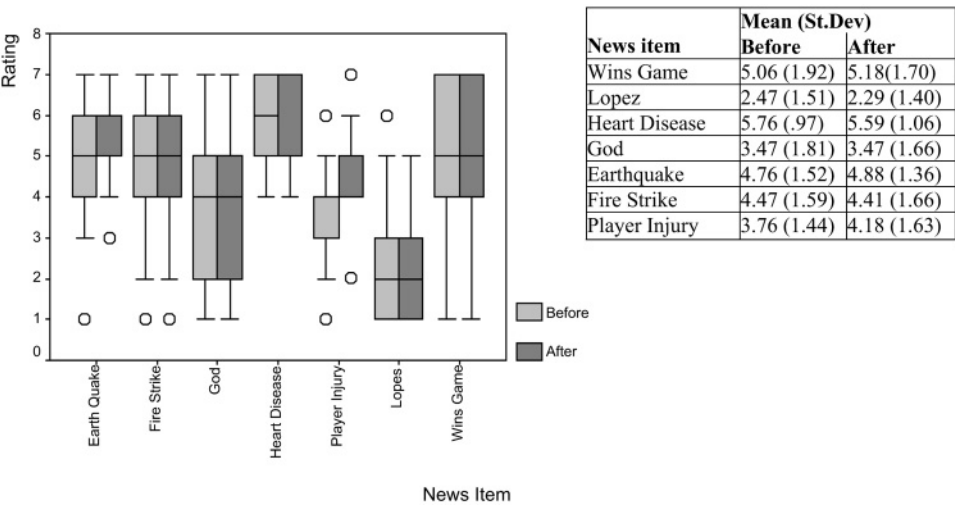 Rating
8
7
6
5
4
3
2
1
0
Earth Quake
Fire Strike
God
Heart Disease
Player Injury
Lopes
Wins Game
News Item
Before
After
Mean (St.Dev)
News item Before After
Wins Game 5.06 (1.92) 5.18(1.70)
Lopez 2.47 (1.51) 2.29 (1.40)
Heart Disease 5.76 (.97) 5.59 (1.06)
God 3.47 (1.81) 3.47 (1.66)
Earthquake 4.76 (1.52) 4.88 (1.36)
Fire Strike 4.47 (1.59) 4.41 (1.66)
Player Injury 3.76 (1.44) 4.18 (1.63)